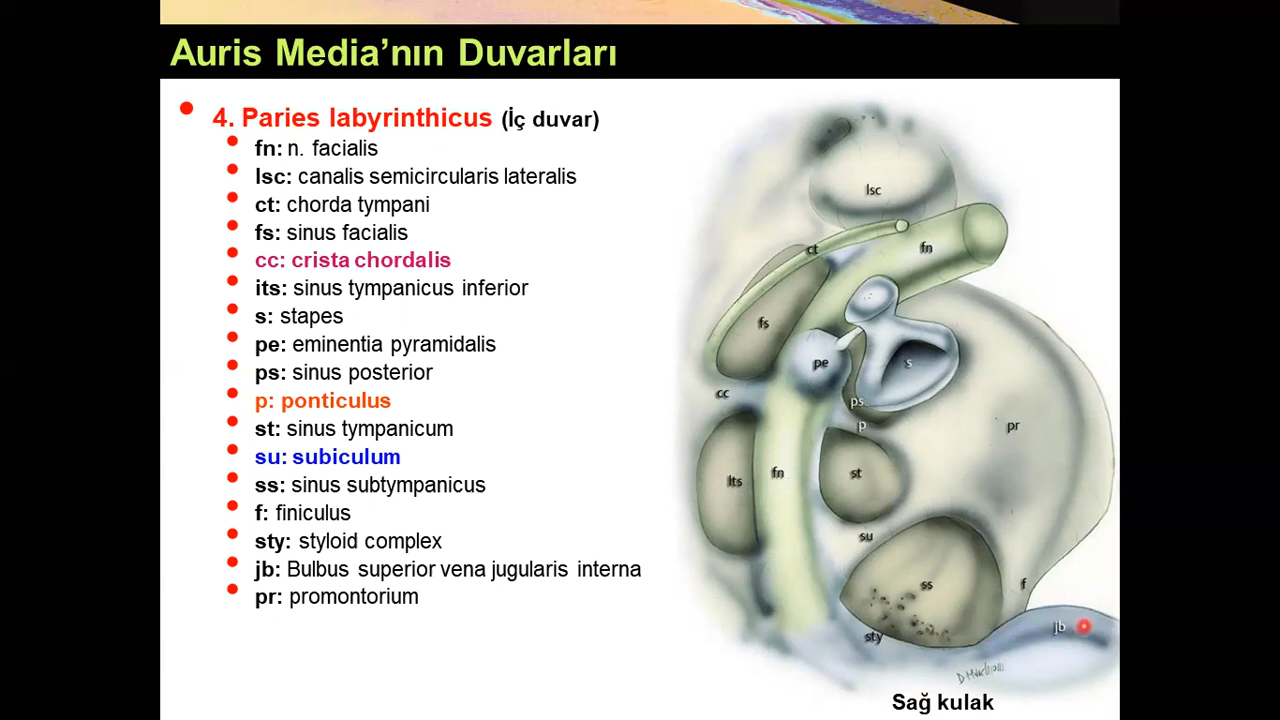 Auris Media’nın Duvarları
• 4. Paries labyrinthicus (İç duvar)
• fn: n. facialis
• lsc: canalis semicircularis lateralis
• ct: chorda tympani
• fs: sinus facialis
• cc: crista chordalis
• its: sinus tympanicus inferior
• s: stapes
• pe: eminentia pyramidalis
• ps: sinus posterior
• p: ponticulus
• st: sinus tympanicum
• su: subiculum
• ss: sinus subtympanicus
• f: finiculus
• sty: styloid complex
• jb: Bulbus superior vena jugularis interna
• pr: promontorium
lsc
ct
fn
fs
pe
s
cc
ps
p
pr
lts
fn
st
su
ss
f
sty
jb
Sağ kulak